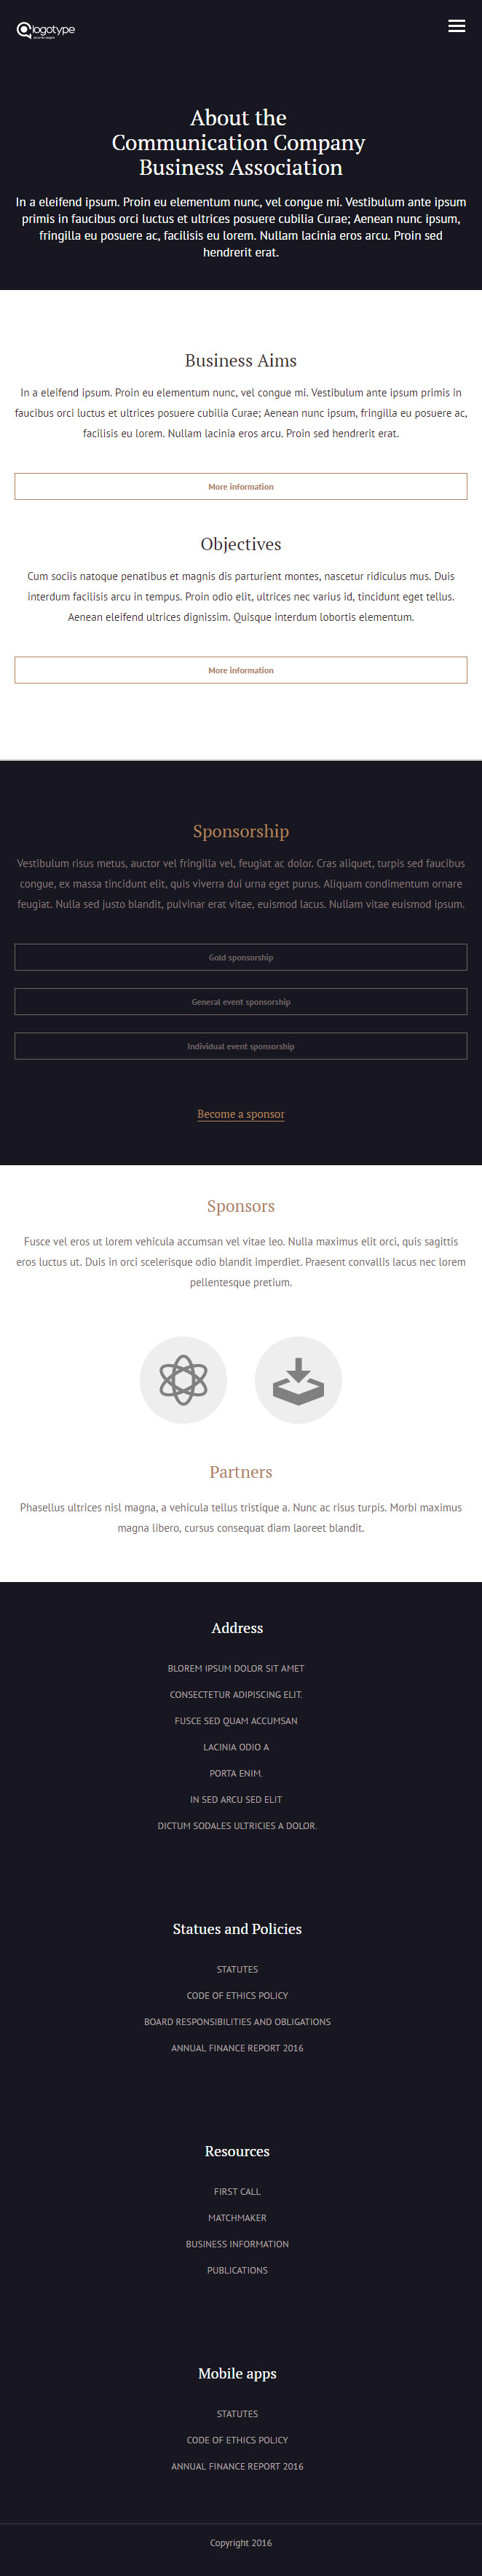 logotype
About the
Communication Company
Business Association
In a eleifend ipsum. Proin eu elementum nunc, vel congue mi. Vestibulum ante ipsum
primis in faucibus orci luctus et ultrices posuere cubilia Curae; Aenean nunc ipsum,
fringilla eu posuere ac, facilisis eu lorem. Nullam lacinia eros arcu. Proin sed
hendrerit erat.
Business Aims
In a eleifend ipsum. Proin eu elementum nunc, vel congue mi. Vestibulum ante ipsum primis in
faucibus orci luctus et ultrices posuere cubilia Curae; Aenean nunc ipsum, fringilla eu posuere ac,
facilisis eu lorem. Nullam lacinia eros arcu. Proin sed hendrerit erat.
More information
Objectives
Cum sociis natoque penatibus et magnis dis parturient montes, nascetur ridiculus mus. Duis
interdum facilisis arcu in tempus. Proin odio elit, ultrices nec varius id, tincidunt eget tellus.
Aenean eleifend ultrices dignissim. Quisque interdum lobortis elementum.
More information
Sponsorship
Vestibulum risus metus, auctor vel fringilla vel, feugiat ac dolor. Cras aliquet, turpis sed faucibus
congue, ex massa tincidunt elit, quis viverra dui urna eget purus. Aliquam condimentum ornare
feugiat. Nulla sed justo blandit, pulvinar erat vitae, euismod lacus. Nullam vitae euismod ipsum.
Gold sponsorship
General event sponsorship
Individual event sponsorship
Become a sponsor
Sponsors
Fusce vel eros ut lorem vehicula accumsan vel vitae leo. Nulla maximus elit orci, quis sagittis
eros luctus ut. Duis in orci scelerisque odio blandit imperdiet. Praesent convallis lacus nec lorem
pellentesque pretium.
Partners
Phasellus ultrices nisl magna, a vehicula tellus tristique a. Nunc ac risus turpis. Morbi maximus
magna libero, cursus consequat diam laoreet blandit.
Address
BLOREM IPSUM DOLOR SIT AMET
CONSECTETUR ADIPISCING ELIT.
FUSCE SED QUAM ACCUMSAN
LACINIA ODIO A
PORTA ENIM.
IN SED ARCU SED ELIT
DICTUM SODALES ULTRICIES A DOLOR.
Statues and Policies
STATUTES
CODE OF ETHICS POLICY
BOARD RESPONSIBILITIES AND OBLIGATIONS
ANNUAL FINANCE REPORT 2016
Resources
FIRST CALL
MATCHMAKER
BUSINESS INFORMATION
PUBLICATIONS
Mobile apps
STATUTES
CODE OF ETHICS POLICY
ANNUAL FINANCE REPORT 2016
Copyright 2016